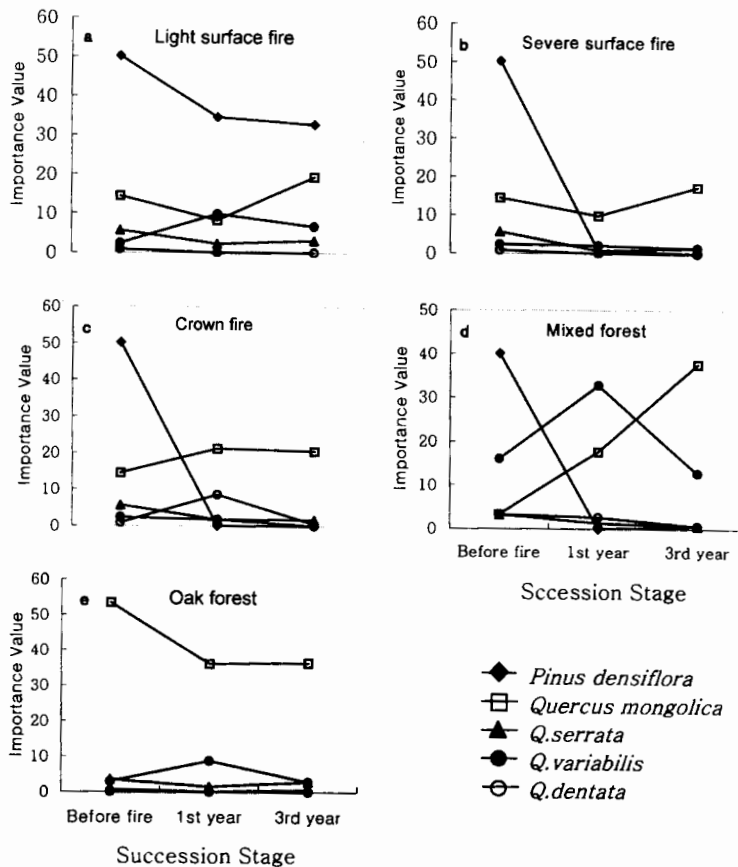 a
Light surface fire
60
50
40
30
20
10
0
Importance Value
b
Severe surface fire
60
50
40
30
20
10
0
Importance Value
c
Crown fire
60
50
40
30
20
10
0
Importance Value
d
Mixed forest
50
40
30
20
10
0
Importance Value
Before fire 1st year 3rd year
Sccession Stage
e
Oak forest
60
50
40
30
20
10
0
Importance Value
Before fire 1st year 3rd year
Succession Stage
Pinus densiflora
Quercus mongolica
Q.serrata
Q.variabilis
Q.dentata